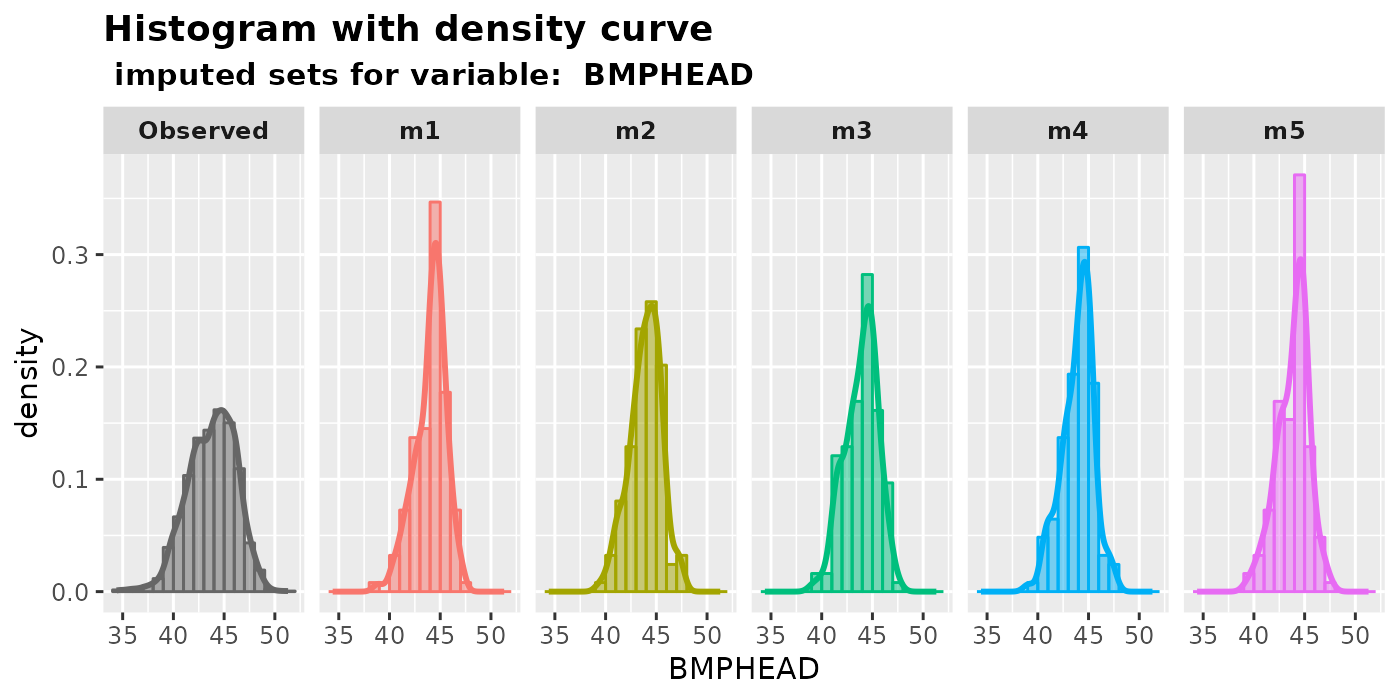 Histogram with density curve
imputed sets for variable:  BMPHEAD
Observed m1 m2 m3 m4 m5
0.3
0.2
0.1
0.0
density
35 40 45 50 35 40 45 50 35 40 45 50 35 40 45 50 35 40 45 50 35 40 45 50
BMPHEAD